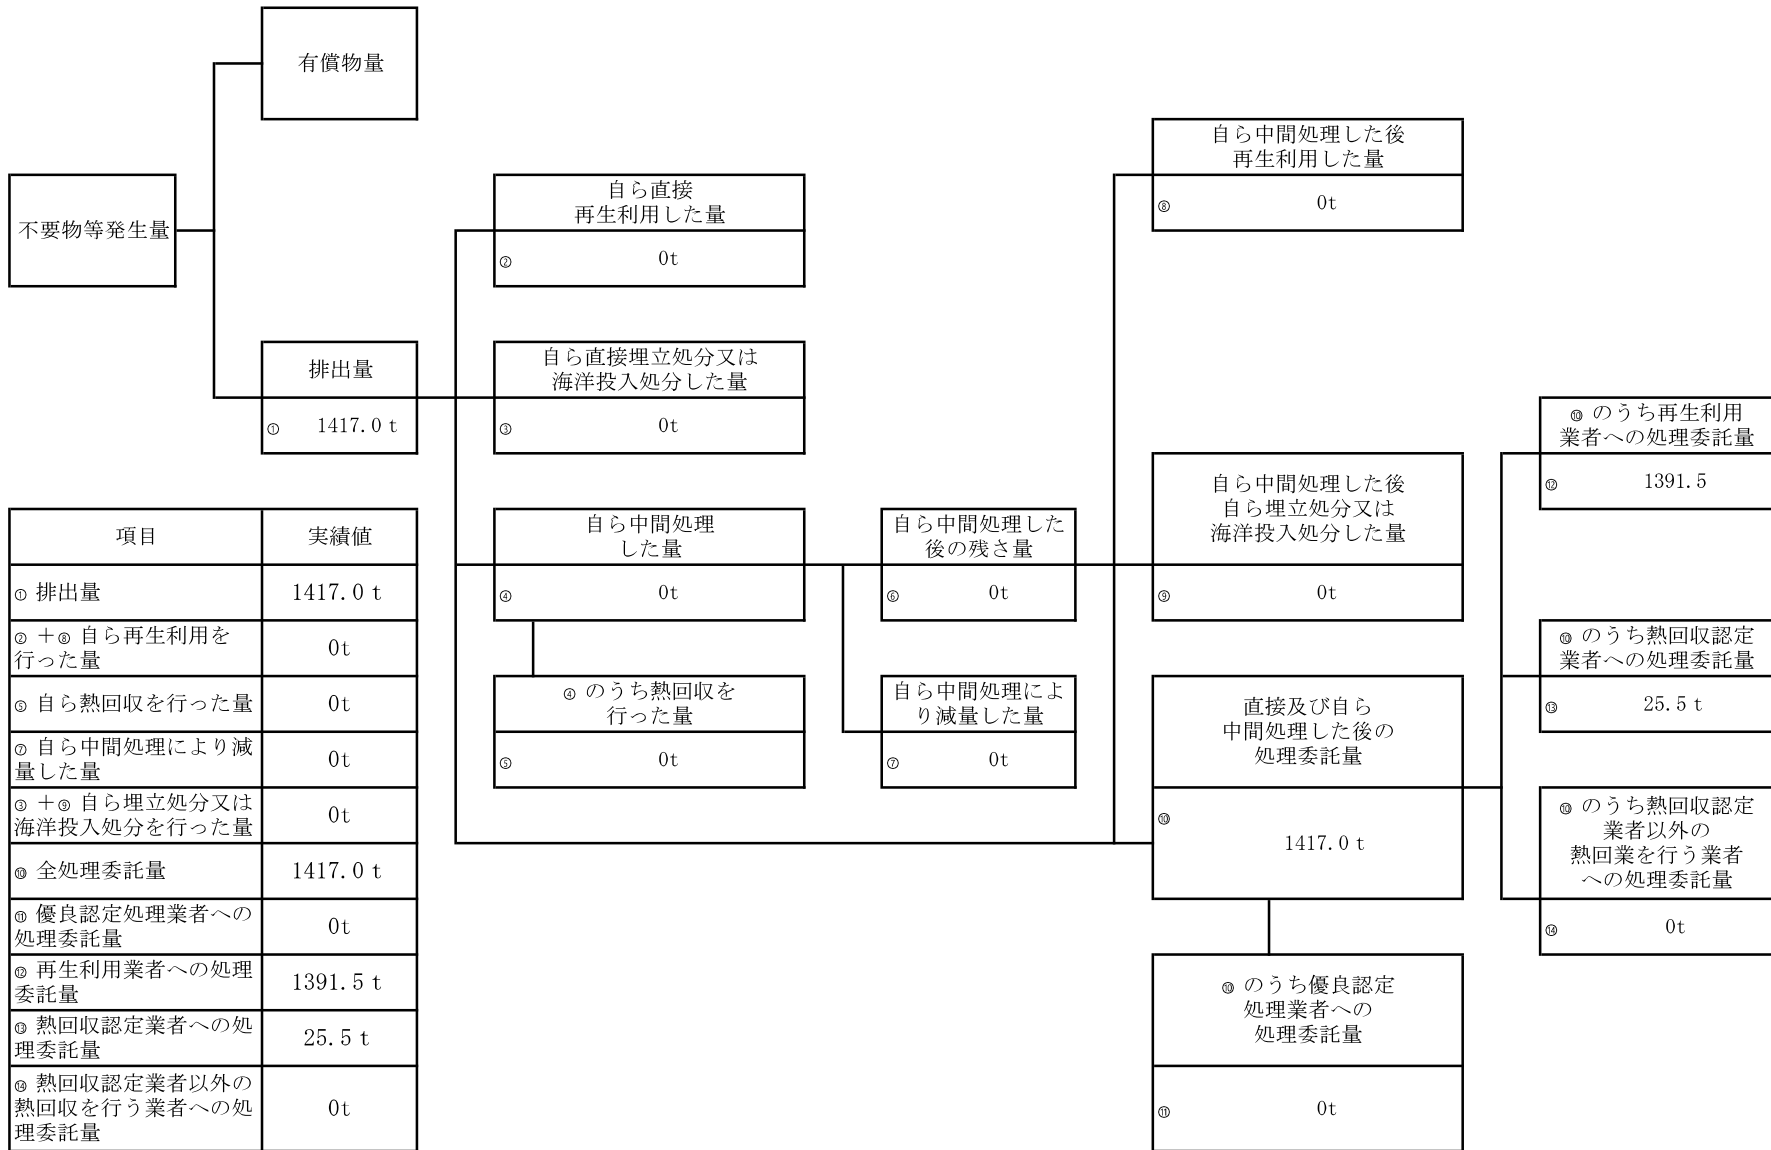 有償物量
不要物等発生量
排出量
① 1417.0 t
自ら直接
再生利用した量
② 0t
自ら直接埋立処分又は
海洋投入処分した量
③ 0t
自ら中間処理
した量
④ 0t
④ のうち熱回収を
行った量
⑤ 0t
自ら中間処理した
後の残さ量
⑥ 0t
自ら中間処理によ
り減量した量
⑦ 0t
自ら中間処理した後
再生利用した量
⑧ 0t
自ら中間処理した後
自ら埋立処分又は
海洋投入処分した量
⑨ 0t
直接及び自ら
中間処理した後の
処理委託量
⑩
1417.0 t
⑩ のうち優良認定
処理業者への
処理委託量
⑪ 0t
⑩ のうち再生利用
業者への処理委託量
⑫ 1391.5
⑩ のうち熱回収認定
業者への処理委託量
⑬ 25.5 t
⑩ のうち熱回収認定
業者以外の
熱回業を行う業者
への処理委託量
⑭ 0t
項目 実績値
① 排出量 1417.0 t
② +⑧ 自ら再生利用を
行った量 0t
⑤ 自ら熱回収を行った量 0t
⑦ 自ら中間処理により減
量した量 0t
③ +⑨ 自ら埋立処分又は
海洋投入処分を行った量 0t
⑩ 全処理委託量 1417.0 t
⑪ 優良認定処理業者への
処理委託量 0t
⑫ 再生利用業者への処理
委託量 1391.5 t
⑬ 熱回収認定業者への処
理委託量 25.5 t
⑭ 熱回収認定業者以外の
熱回収を行う業者への処
理委託量 0t